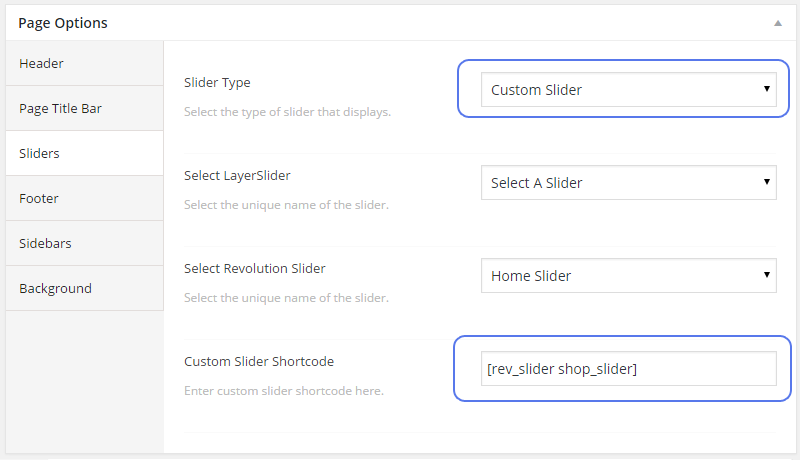 Page Options
Header
Page Title Bar
Sliders
Footer
Sidebars
Background
Slider Type
Custom Slider
Select the type of slider that displays.
Select LayerSlider
Select A Slider
Select the unique name of the slider.
Select Revolution Slider
Home Slider
Select the unique name of the slider.
Custom Slider Shortcode
[rev_slider shop_slider]
Enter custom slider shortcode here.